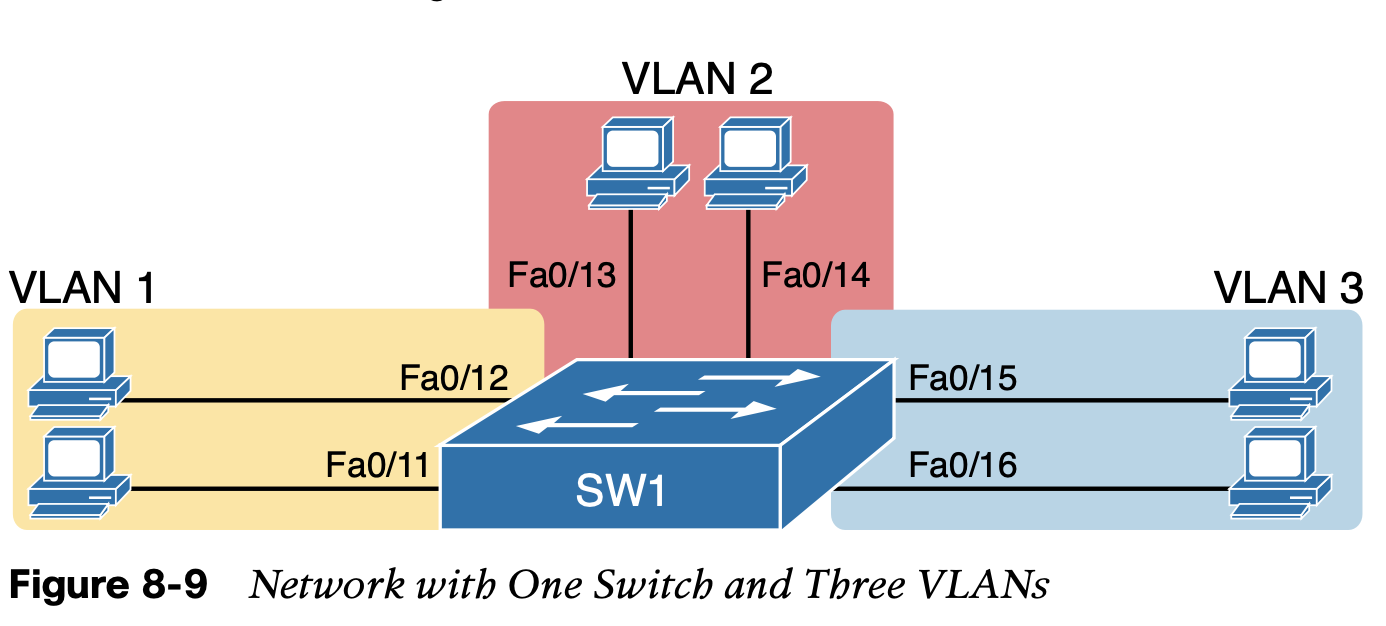 VLAN 2
Fa0/13
Fa0/14
VLAN 1
VLAN 3
Fa0/12
Fa0/15
Fa0/11
Fa0/16
SW1
Figure 8-9 Network with One Switch and Three VLANs